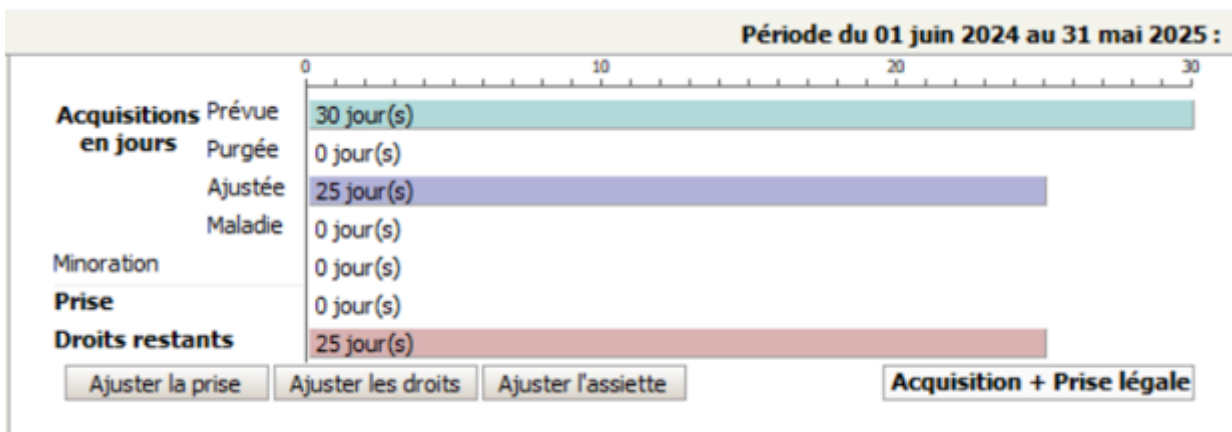 Période du 01 juin 2024 au 31 mai 2025 :
0 10 20 30
Acquisitions en jours
Prévue 30 jour(s)
Purgée 0 jour(s)
Ajustée 25 jour(s)
Maladie 0 jour(s)
Minoration 0 jour(s)
Prise 0 jour(s)
Droits restants 25 jour(s)
Ajuster la prise Ajuster les droits Ajuster l'assiette Acquisition + Prise légale